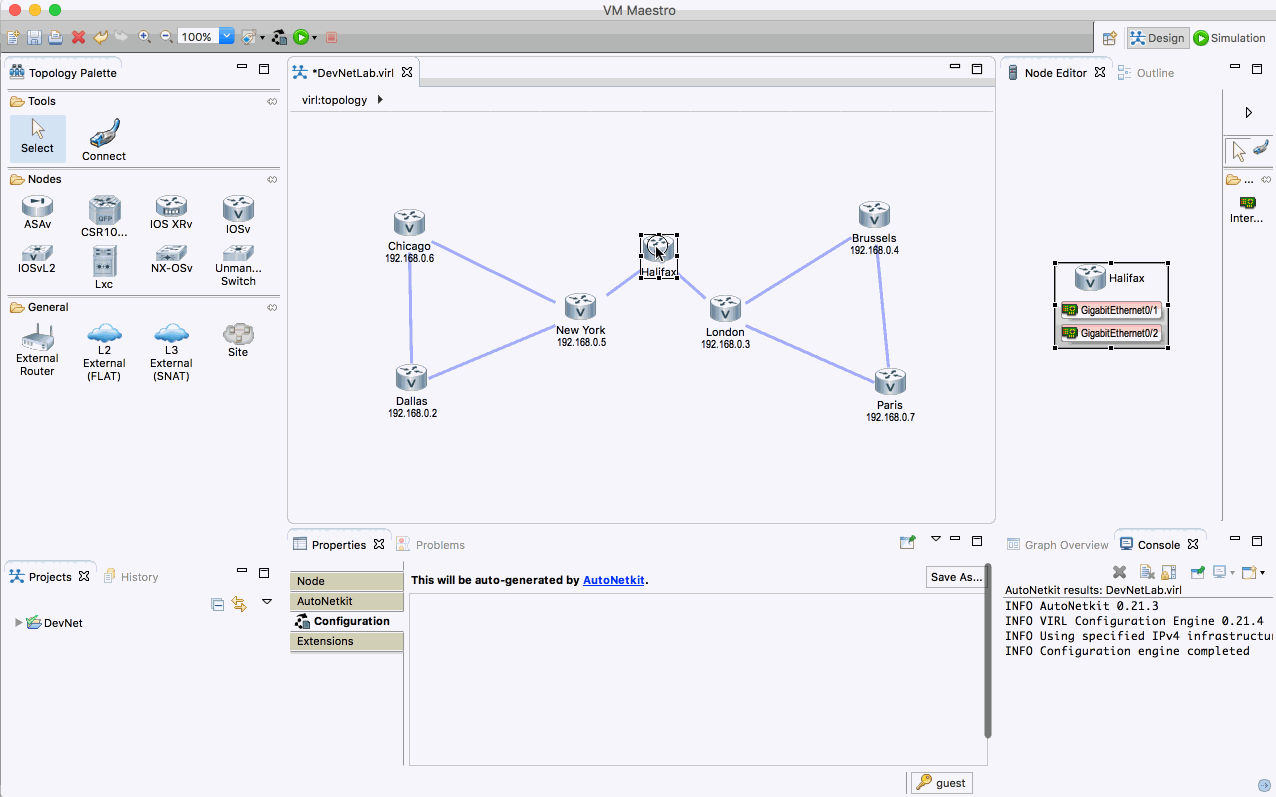 VM Maestro
100%
Design
Simulation
Topology Palette
Tools
Select
Connect
Nodes
ASAv
CSR10...
IOS XRv
IOSv
IOSvL2
Lxc
NX-OSv
Unman...
Switch
General
External
Router
L2
External
(FLAT)
L3
External
(SNAT)
Site
*DevNetLab.virl
virl:topology
Chicago
192.168.0.6
Halifax
Brussels
192.168.0.4
New York
192.168.0.5
London
192.168.0.3
Dallas
192.168.0.2
Paris
192.168.0.7
Node Editor
Outline
...
Inter...
Halifax
GigabitEthernet0/1
GigabitEthernet0/2
Projects
History
DevNet
Properties
Problems
Node
AutoNetkit
Configuration
Extensions
This will be auto-generated by AutoNetkit.
Save As...
Graph Overview
Console
AutoNetkit results: DevNetLab.virl
INFO AutoNetkit 0.21.3
INFO VIRL Configuration Engine 0.21.4
INFO Using specified IPv4 infrastructu
INFO Configuration engine completed
guest